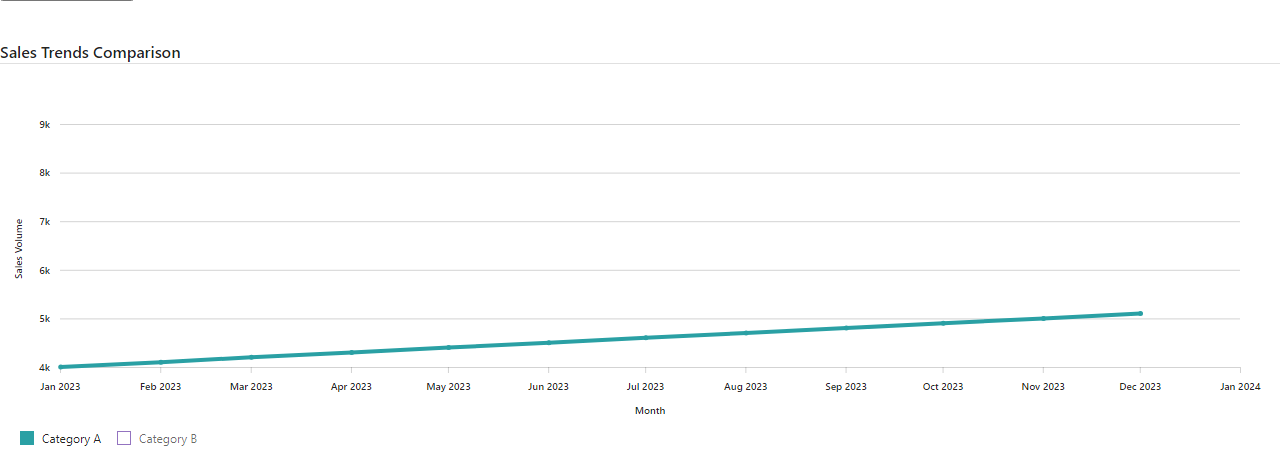 Sales Trends Comparison
9k
8k
7k
6k
5k
4k
Sales Volume
Jan 2023 Feb 2023 Mar 2023 Apr 2023 May 2023 Jun 2023 Jul 2023 Aug 2023 Sep 2023 Oct 2023 Nov 2023 Dec 2023 Jan 2024
Month
Category A Category B